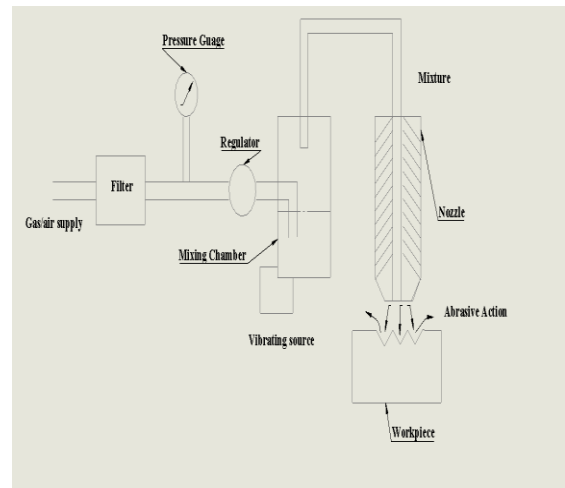 Pressure Guage
Mixture
Regulator
Filter
Nozzle
Gas/air supply
Mixing Chamber
Abrasive Action
Vibrating source
Workpiece